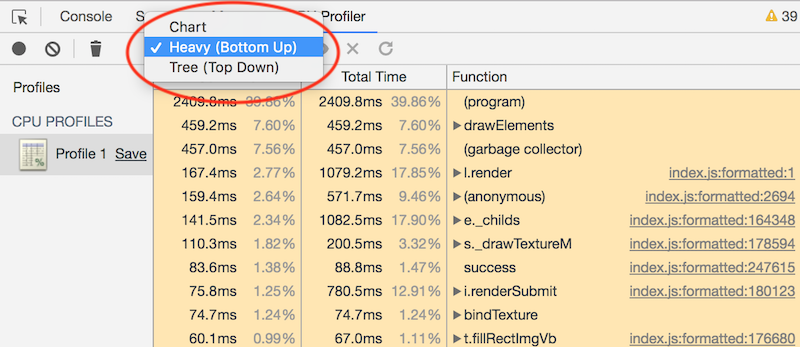 Console
Profiler
39
Chart
✓ Heavy (Bottom Up)
Tree (Top Down)
Profiles
CPU PROFILES
Profile 1 Save
Total Time Function
2409.8ms 39.86% 2409.8ms 39.86% (program)
459.2ms 7.60% 459.2ms 7.60% ▶drawElements
457.0ms 7.56% 457.0ms 7.56% (garbage collector)
167.4ms 2.77% 1079.2ms 17.85% ▶l.render index.js:formatted:1
159.4ms 2.64% 571.7ms 9.46% ▶(anonymous) index.js:formatted:2694
141.5ms 2.34% 1082.5ms 17.90% ▶e._childs index.js:formatted:164348
110.3ms 1.82% 200.5ms 3.32% ▶s._drawTextureM index.js:formatted:178594
83.6ms 1.38% 88.8ms 1.47% success index.js:formatted:247615
75.8ms 1.25% 780.5ms 12.91% ▶i.renderSubmit index.js:formatted:180123
74.7ms 1.24% 74.7ms 1.24% ▶bindTexture
60.1ms 0.99% 67.0ms 1.11% ▶t.fillRectImgVb index.js:formatted:176680